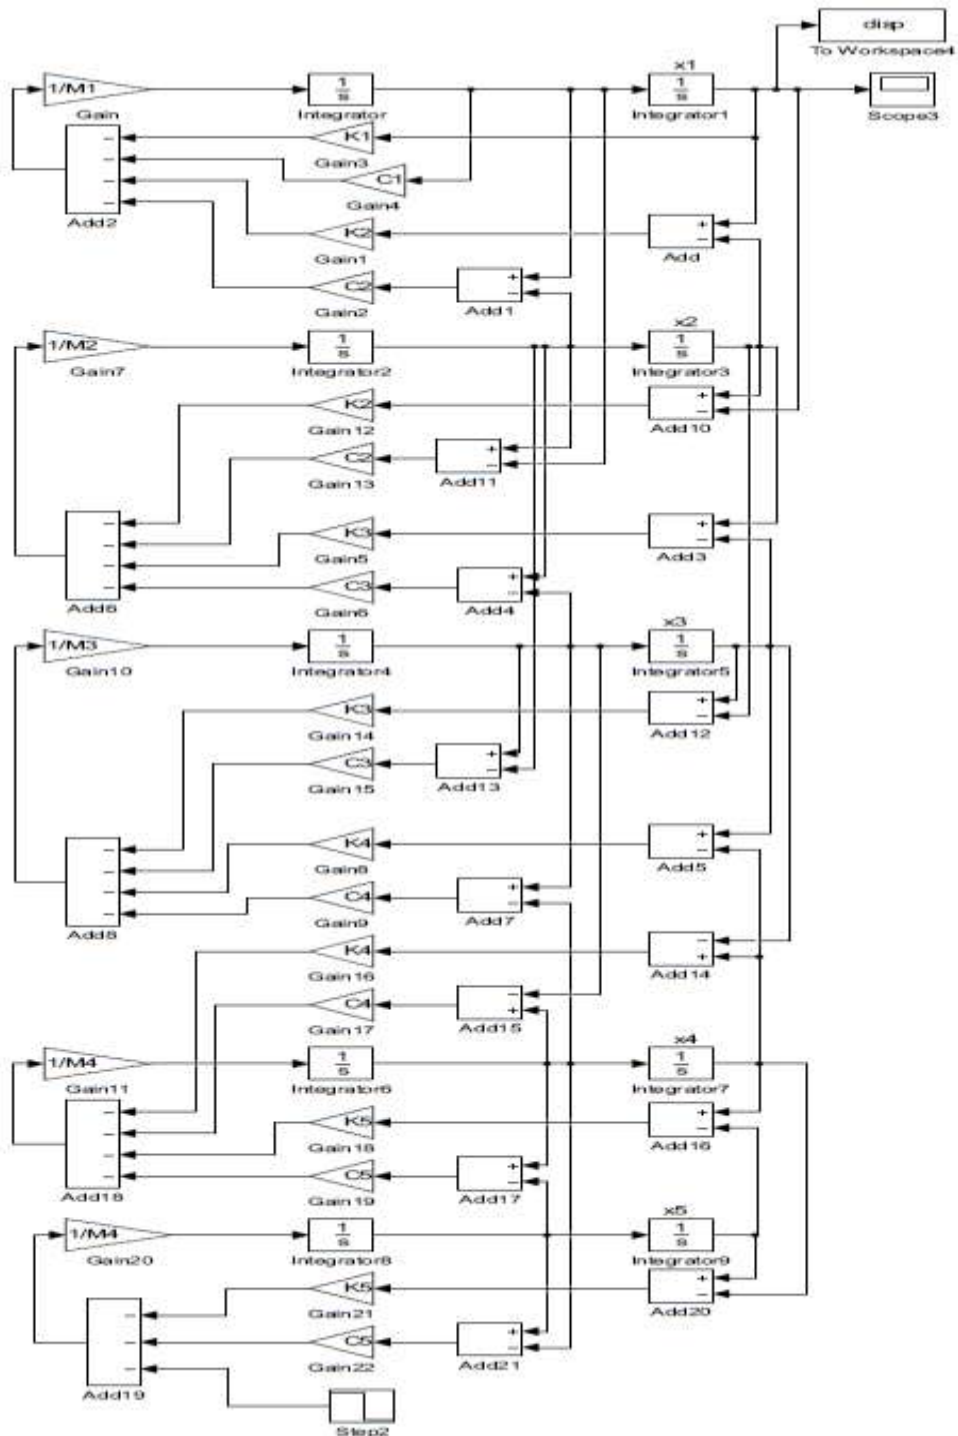 disp
To Workspace4
x1
1/M1
1/s
1/s
Gain
Integrator
Integrator1
Scope3
K1
Gain3
C1
Gain4
Add2
K2
Gain1
+
−
Add
C2
Gain2
+
−
Add1
x2
1/M2
1/s
1/s
Gain7
Integrator2
Integrator3
K2
Gain12
+
−
Add10
C2
Gain13
+
−
Add11
K3
Gain5
+
−
Add3
C3
Gain6
+
−
Add4
Add6
x3
1/M3
1/s
1/s
Gain10
Integrator4
Integrator5
K3
Gain14
+
−
Add12
C3
Gain15
+
−
Add13
K4
Gain8
+
−
Add5
C4
Gain9
+
−
Add7
Add8
K4
Gain16
−
+
Add14
C4
Gain17
−
+
Add15
x4
1/M4
1/s
1/s
Gain11
Integrator6
Integrator7
K5
Gain18
+
−
Add16
C5
Gain19
+
−
Add17
Add18
x5
1/M4
1/s
1/s
Gain20
Integrator8
Integrator9
K5
Gain21
+
−
Add20
C5
Gain22
+
−
Add21
Add19
Step2